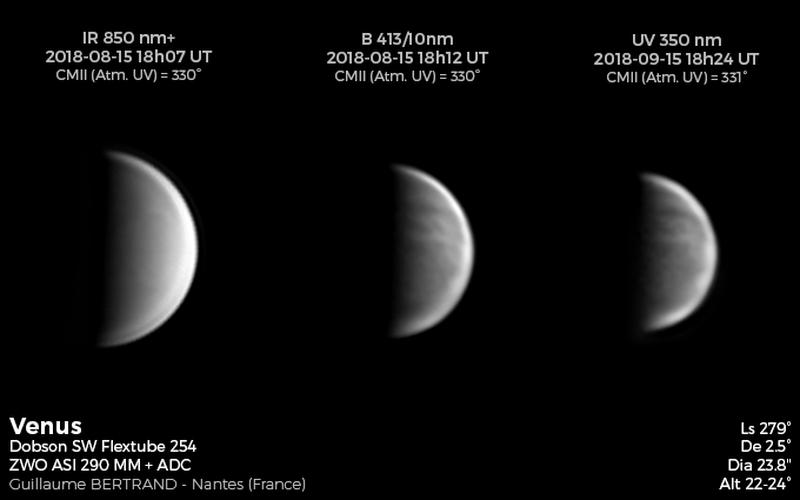 IR 850 nm+
2018-08-15 18h07 UT
CMII (Atm. UV) = 330°
B 413/10nm
2018-08-15 18h12 UT
CMII (Atm. UV) = 330°
UV 350 nm
2018-09-15 18h24 UT
CMII (Atm. UV) = 331°
Venus
Dobson SW Flextube 254
ZWO ASI 290 MM + ADC
Guillaume BERTRAND - Nantes (France)
Ls 279°
De 2.5°
Dia 23.8"
Alt 22-24°